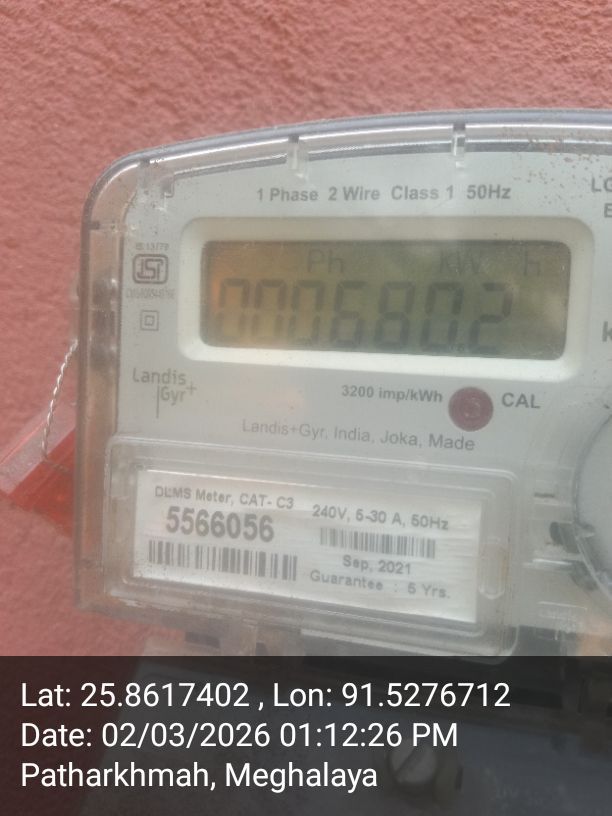 1 Phase 2 Wire Class 1 50Hz
IS 13779
Ph kW h
0006802
Landis
Gyr+
3200 imp/kWh
CAL
Landis+Gyr, India, Joka, Made
DLMS Meter, CAT- C3
240V, 5-30 A, 50Hz
5566056
Sep, 2021
Guarantee : 5 Yrs.
Lat: 25.8617402 , Lon: 91.5276712
Date: 02/03/2026 01:12:26 PM
Patharkhmah, Meghalaya